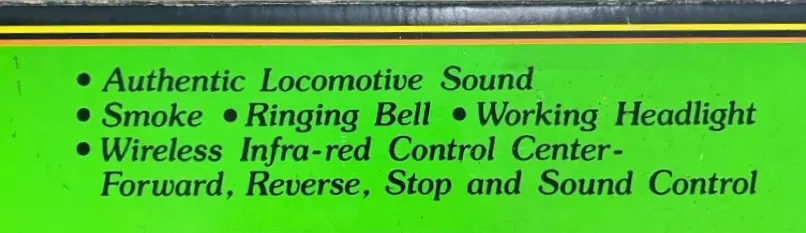 • Authentic Locomotive Sound
• Smoke • Ringing Bell • Working Headlight
• Wireless Infra-red Control Center-
Forward, Reverse, Stop and Sound Control